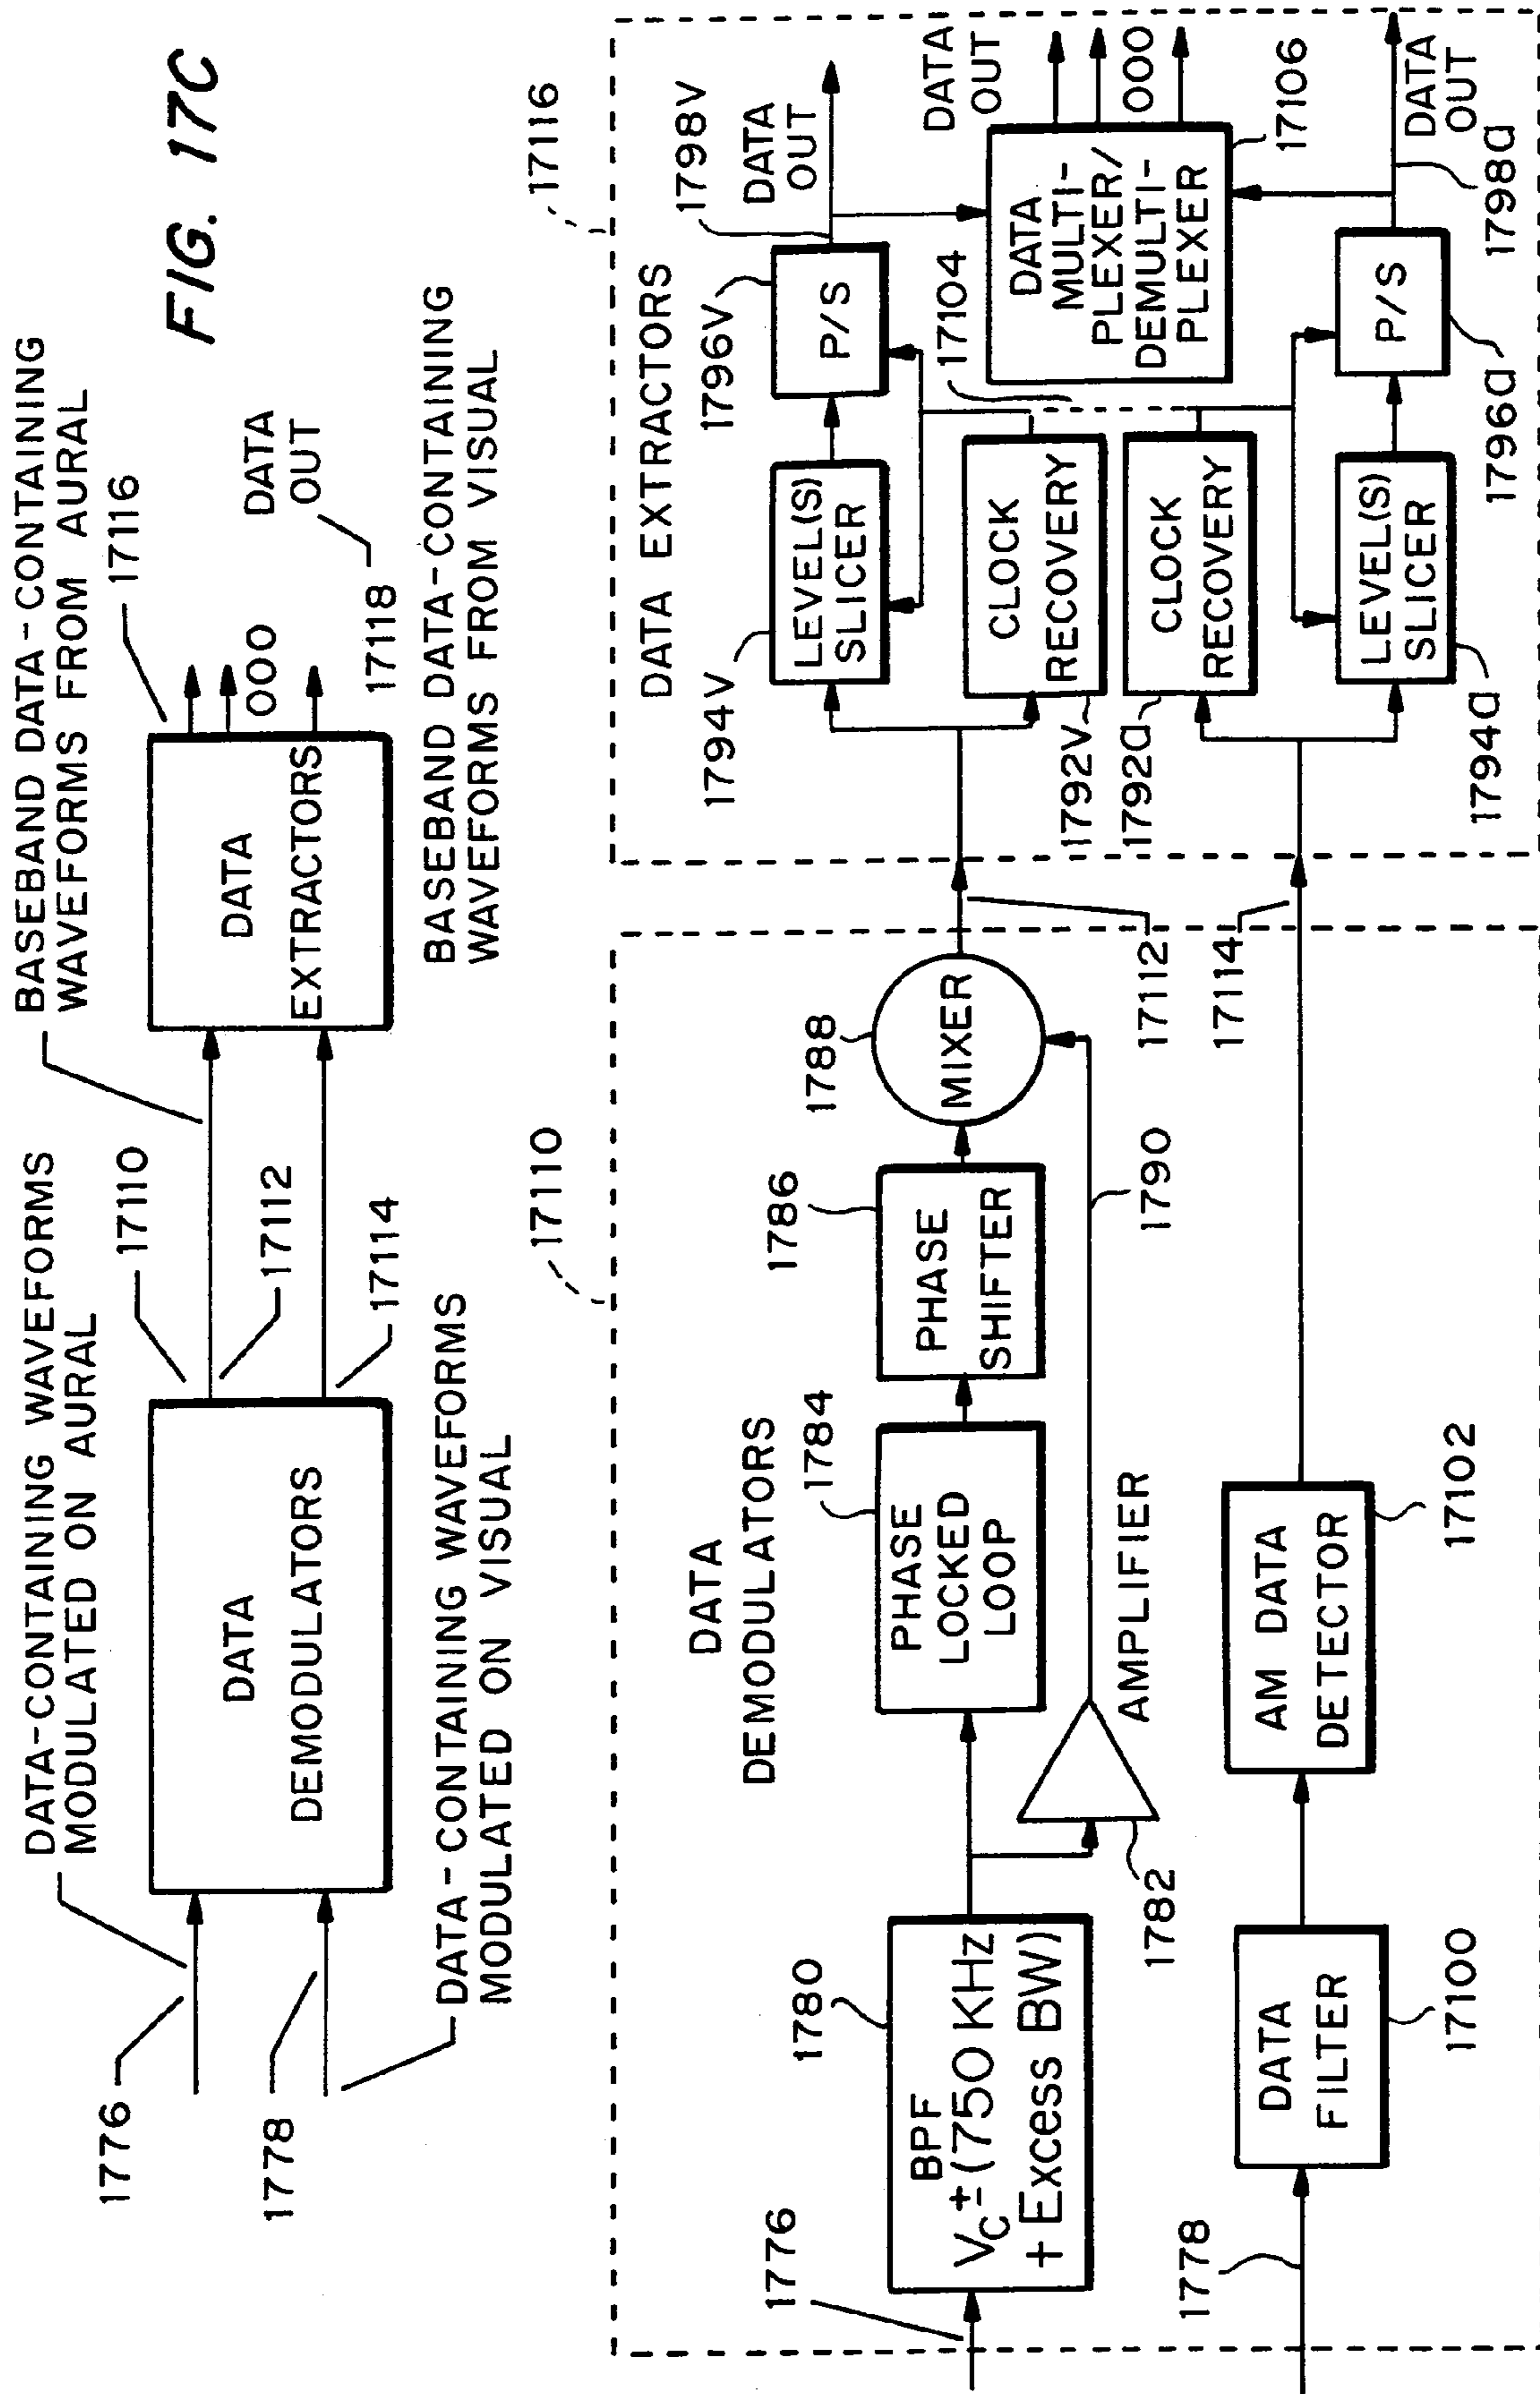 FIG. 17C
DATA-CONTAINING WAVEFORMS
MODULATED ON AURAL
BASEBAND DATA-CONTAINING
WAVEFORMS FROM AURAL
1776
1778
DATA
DEMODULATORS
17110
17112
17114
DATA
EXTRACTORS
17116
000
DATA
OUT
17118
DATA-CONTAINING WAVEFORMS
MODULATED ON VISUAL
BASEBAND DATA-CONTAINING
WAVEFORMS FROM VISUAL
17110
17116
DATA
DEMODULATORS
DATA EXTRACTORS
1776
1780
BPF
VC ± (750 KHz
+ Excess BW)
1782
AMPLIFIER
1784
PHASE
LOCKED
LOOP
1786
PHASE
SHIFTER
1788
MIXER
1790
17112
17114
1794V
LEVEL(S)
SLICER
1796V
P/S
1798V
DATA
OUT
CLOCK
RECOVERY
1792V
17104
DATA
MULTI-
PLEXER/
DEMULTI-
PLEXER
DATA
OUT
000
17106
1792a
CLOCK
RECOVERY
1778
DATA
FILTER
17100
AM DATA
DETECTOR
17102
LEVEL(S)
SLICER
1794a
P/S
1796a
1798a
DATA
OUT